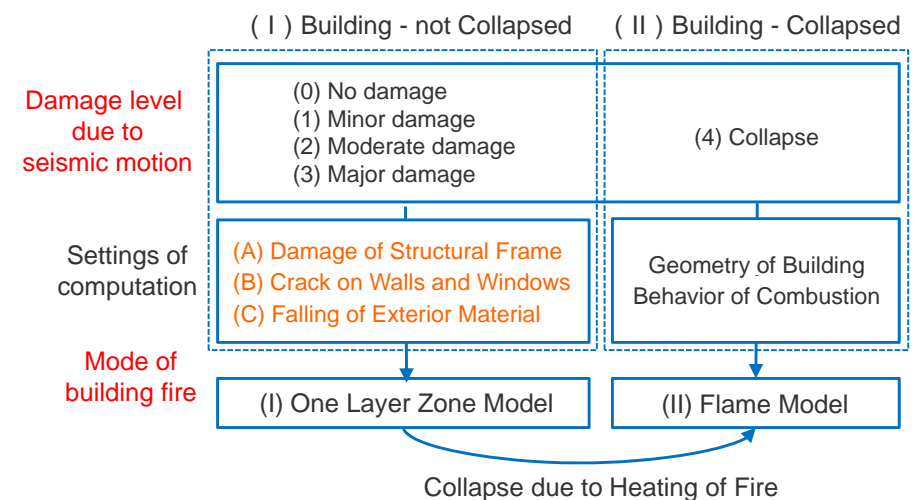 ( I ) Building - not Collapsed
( II ) Building - Collapsed
Damage level
due to
seismic motion
(0) No damage
(1) Minor damage
(2) Moderate damage
(3) Major damage
(4) Collapse
Settings of
computation
(A) Damage of Structural Frame
(B) Crack on Walls and Windows
(C) Falling of Exterior Material
Geometry of Building
Behavior of Combustion
Mode of
building fire
(I) One Layer Zone Model
(II) Flame Model
Collapse due to Heating of Fire